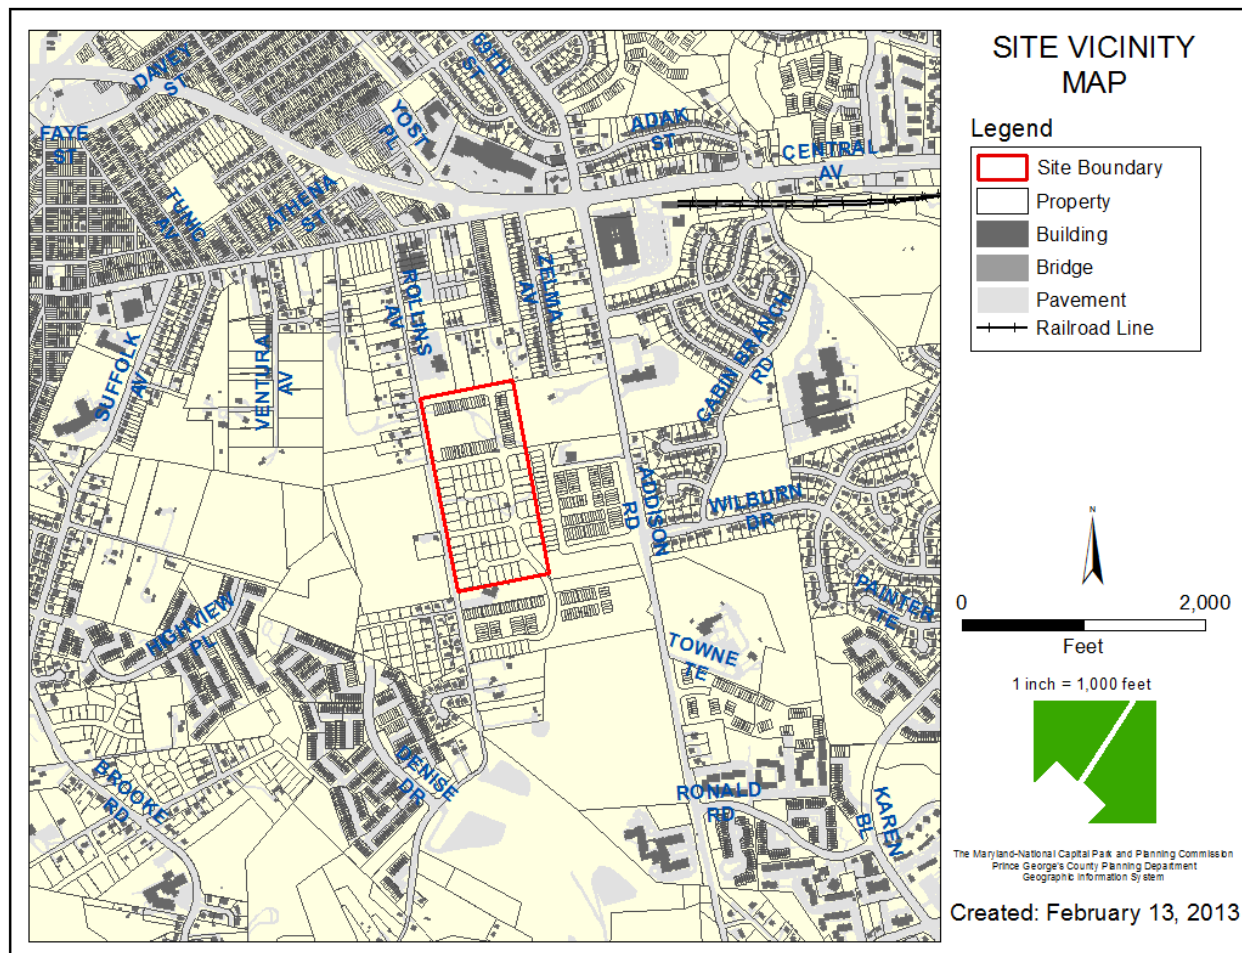 SITE VICINITY
MAP
Legend
Site Boundary
Property
Building
Bridge
Pavement
Railroad Line
N
0 2,000
Feet
1 inch = 1,000 feet
The Maryland-National Capital Park and Planning Commission
Prince George's County Planning Department
Geographic Information System
Created: February 13, 2013
DAVEY
ST
FAYE
ST
YOST
PL
69TH
ST
ADAK
ST
CENTRAL
AV
TUNIC
AV
ATHENA
ST
ROLLINS
AV
ZELMA
AV
SUFFOLK
AV
VENTURA
AV
CABIN BRANCH
RD
ADDISON
RD
WILBURN
DR
PAINTER
TE
HIGHVIEW
PL
TOWNE
TE
DENISE
DR
BROOKE
RD
RONALD
RD
KAREN
BL